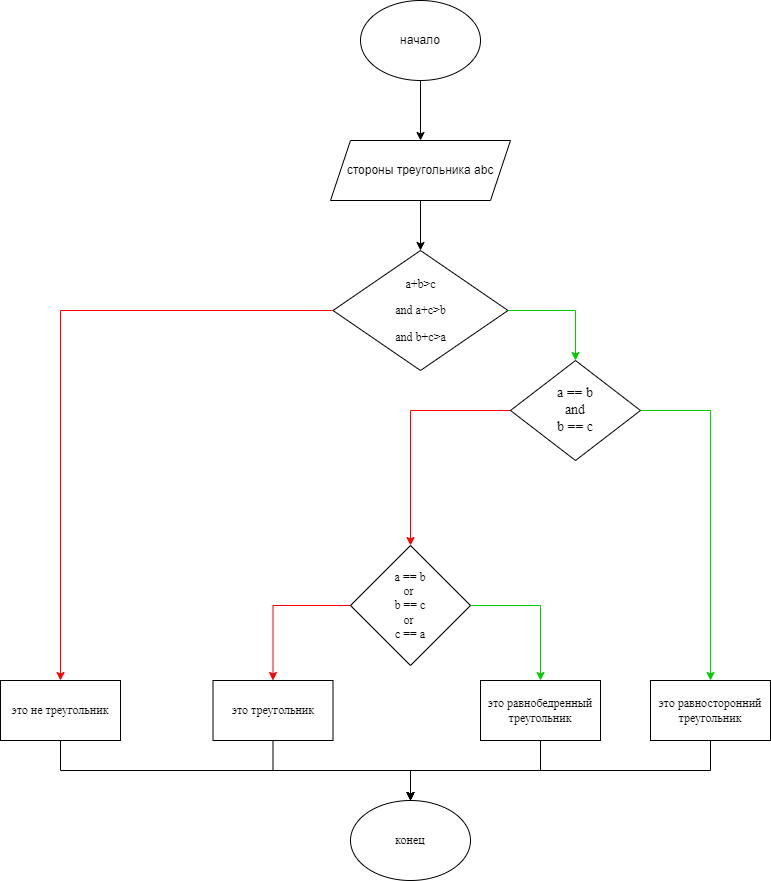 начало
стороны треугольника abc
a+b>c
and a+c>b
and b+c>a
a == b
and
b == c
a == b
or
b == c
or
c == a
это не треугольник
это треугольник
это равнобедренный
треугольник
это равносторонний
треугольник
конец